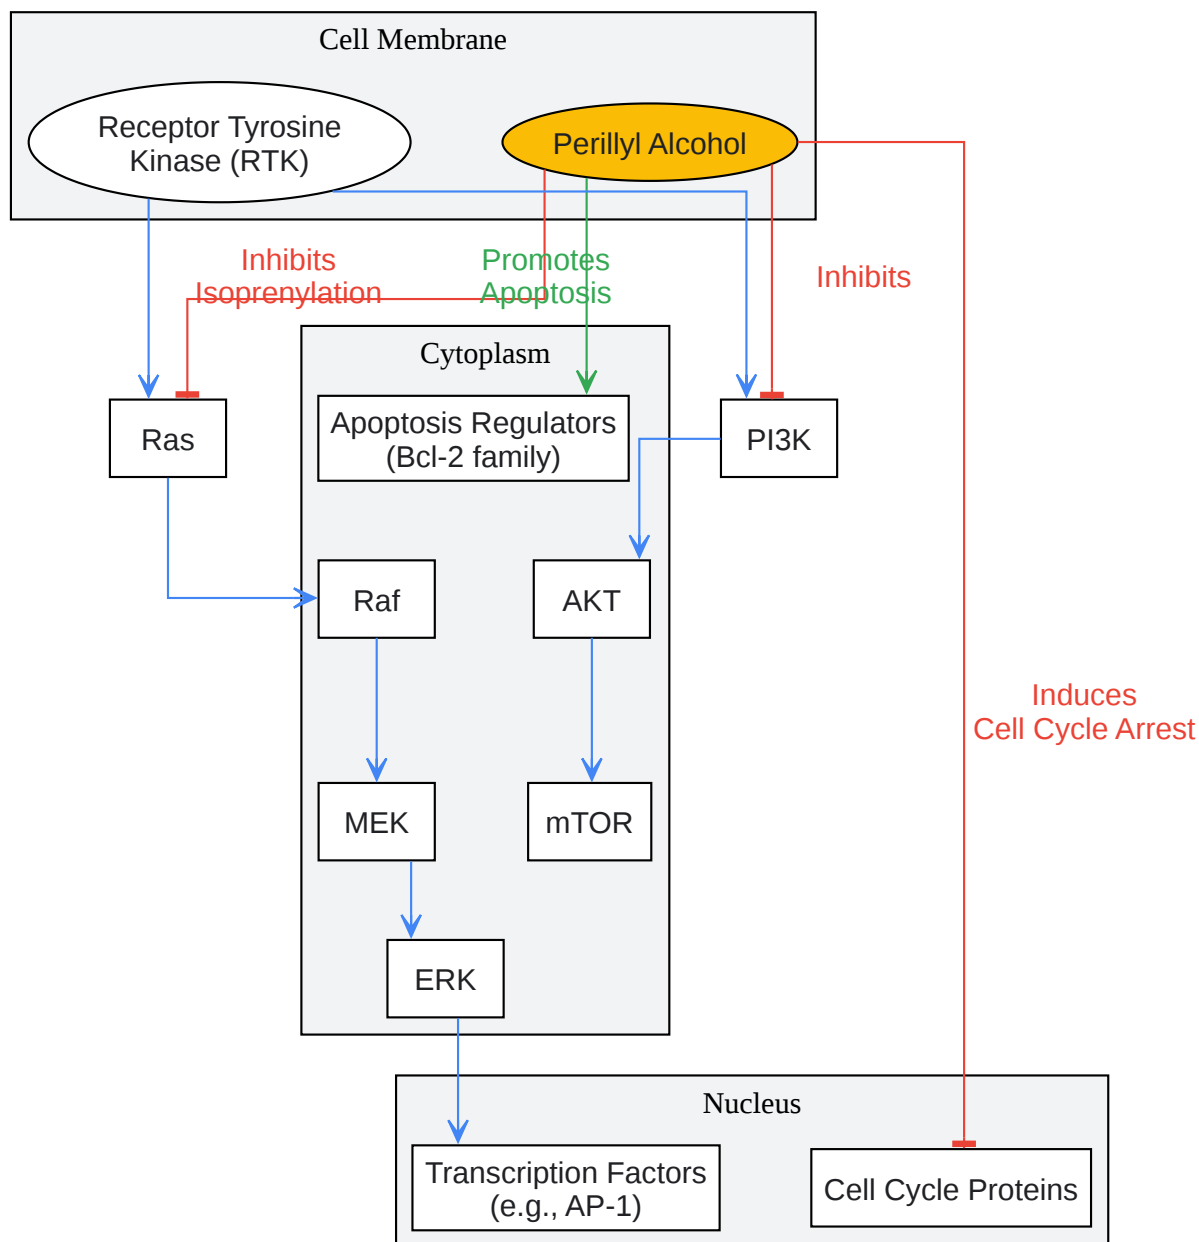 Cell Membrane
Receptor Tyrosine
Kinase (RTK)
Perillyl Alcohol
Inhibits
Isoprenylation
Promotes
Apoptosis
Inhibits
Cytoplasm
Ras
Apoptosis Regulators
(Bcl-2 family)
PI3K
Raf
AKT
Induces
Cell Cycle Arrest
MEK
mTOR
ERK
Nucleus
Transcription Factors
(e.g., AP-1)
Cell Cycle Proteins